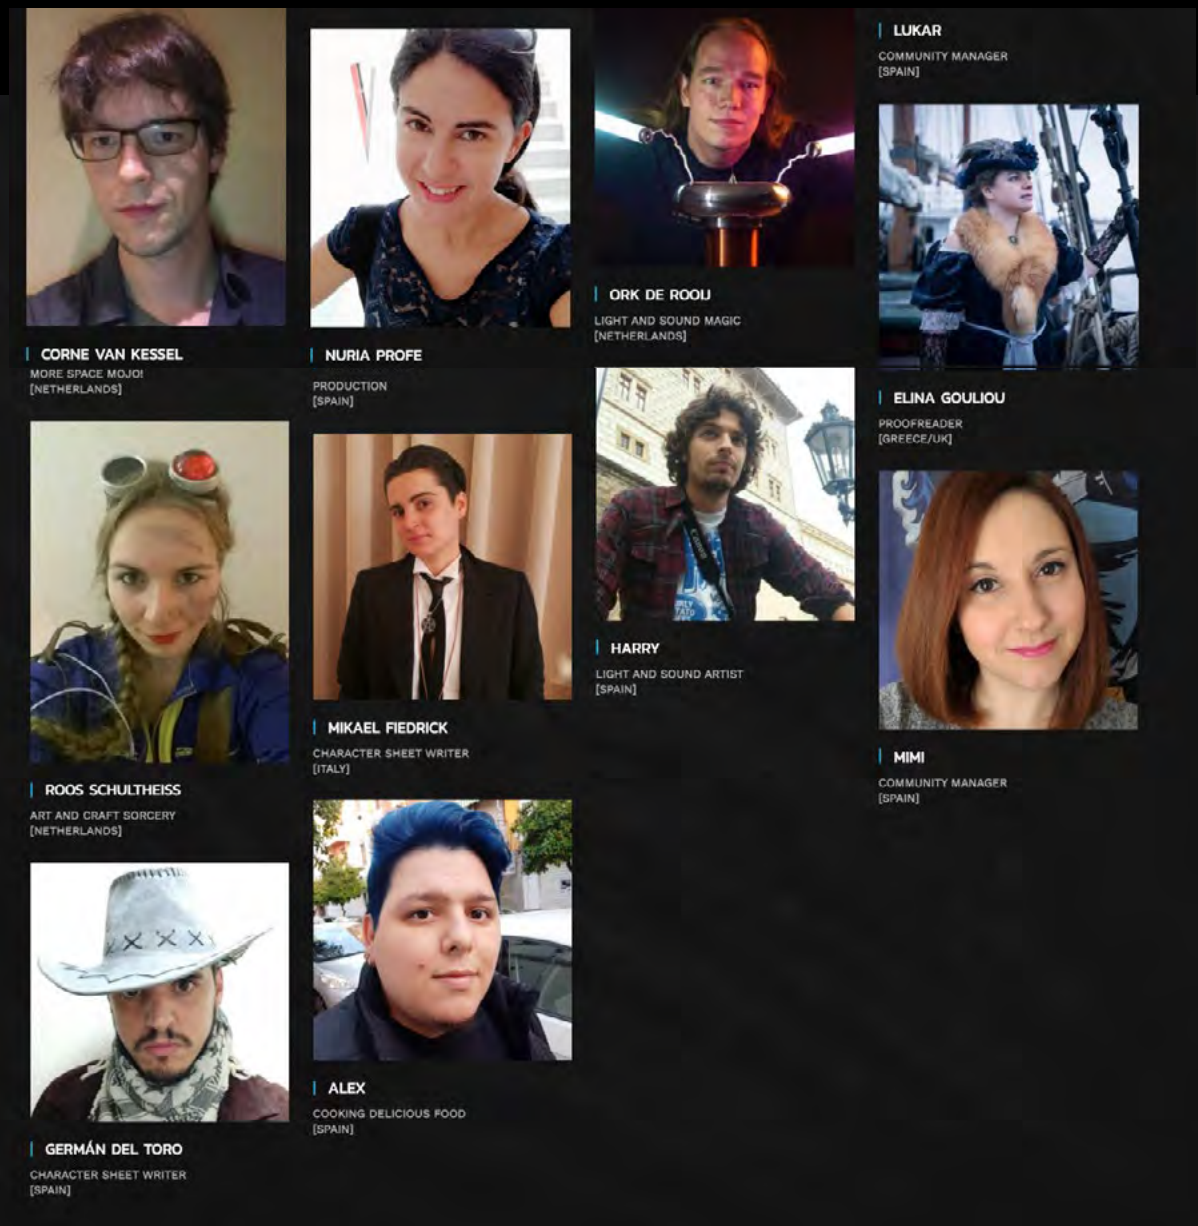 CORNE VAN KESSEL
MORE SPACE MOJO!
[NETHERLANDS]
ROOS SCHULTHEISS
ART AND CRAFT SORCERY
[NETHERLANDS]
GERMÁN DEL TORO
CHARACTER SHEET WRITER
[SPAIN]
NURIA PROFE
PRODUCTION
[SPAIN]
MIKAEL FIEDRICK
CHARACTER SHEET WRITER
[ITALY]
ALEX
COOKING DELICIOUS FOOD
[SPAIN]
ORK DE ROOIJ
LIGHT AND SOUND MAGIC
[NETHERLANDS]
HARRY
LIGHT AND SOUND ARTIST
[SPAIN]
LUKAR
COMMUNITY MANAGER
[SPAIN]
ELINA GOULIOU
PROOFREADER
[GREECE/UK]
MIMI
COMMUNITY MANAGER
[SPAIN]